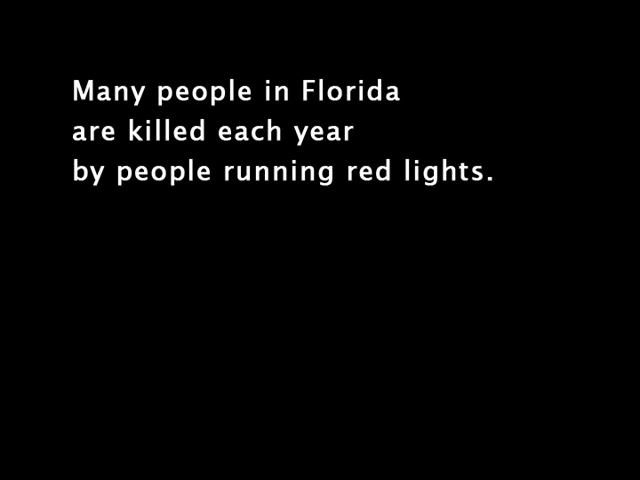 Many people in Florida
are killed each year
by people running red lights.